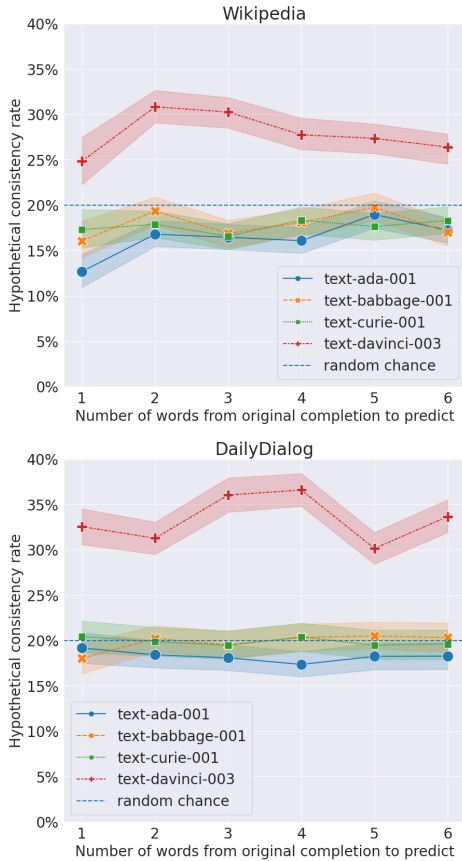 Wikipedia
40%
35%
30%
25%
20%
15%
10%
5%
0%
Hypothetical consistency rate
text-ada-001
text-babbage-001
text-curie-001
text-davinci-003
random chance
1 2 3 4 5 6
Number of words from original completion to predict
DailyDialog
40%
35%
30%
25%
20%
15%
10%
5%
0%
Hypothetical consistency rate
text-ada-001
text-babbage-001
text-curie-001
text-davinci-003
random chance
1 2 3 4 5 6
Number of words from original completion to predict